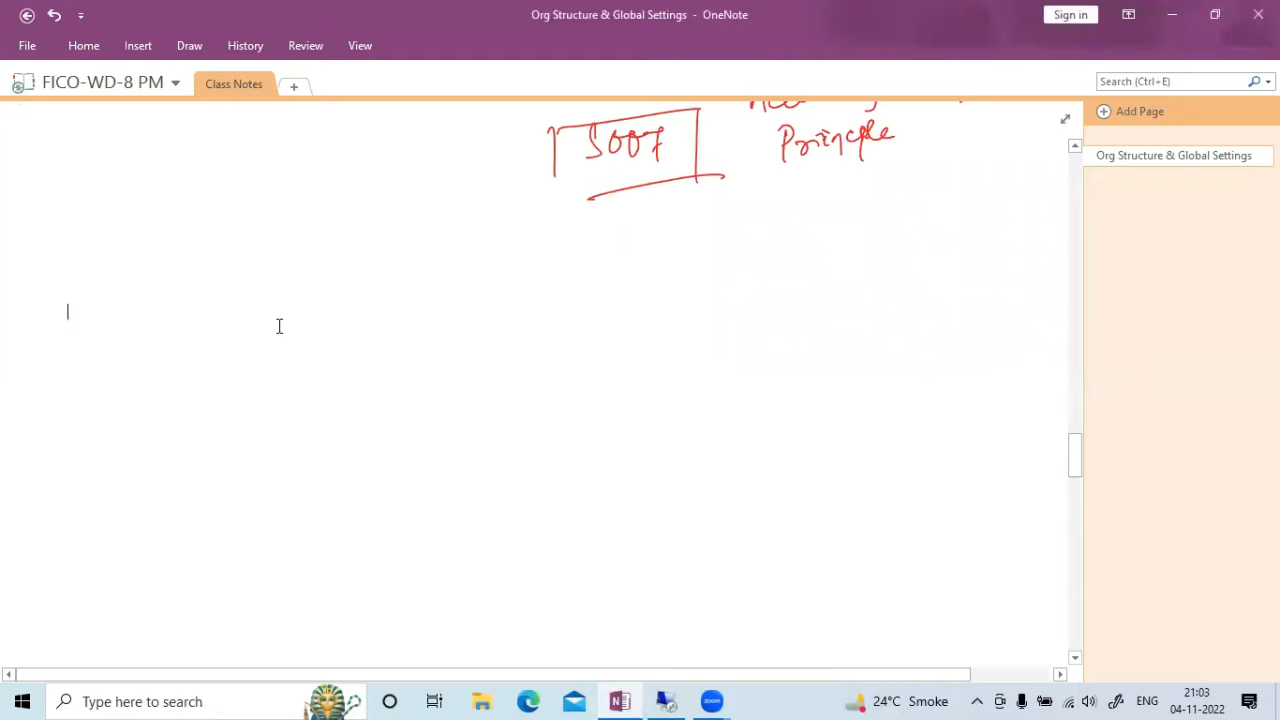 Org Structure & Global Settings - OneNote
Sign in
File Home Insert Draw History Review View
FICO-WD-8 PM Class Notes
Search (Ctrl+E)
Add Page
Principle
Org Structure & Global Settings
Type here to search
zoom
24°C Smoke
ENG
21:03
04-11-2022